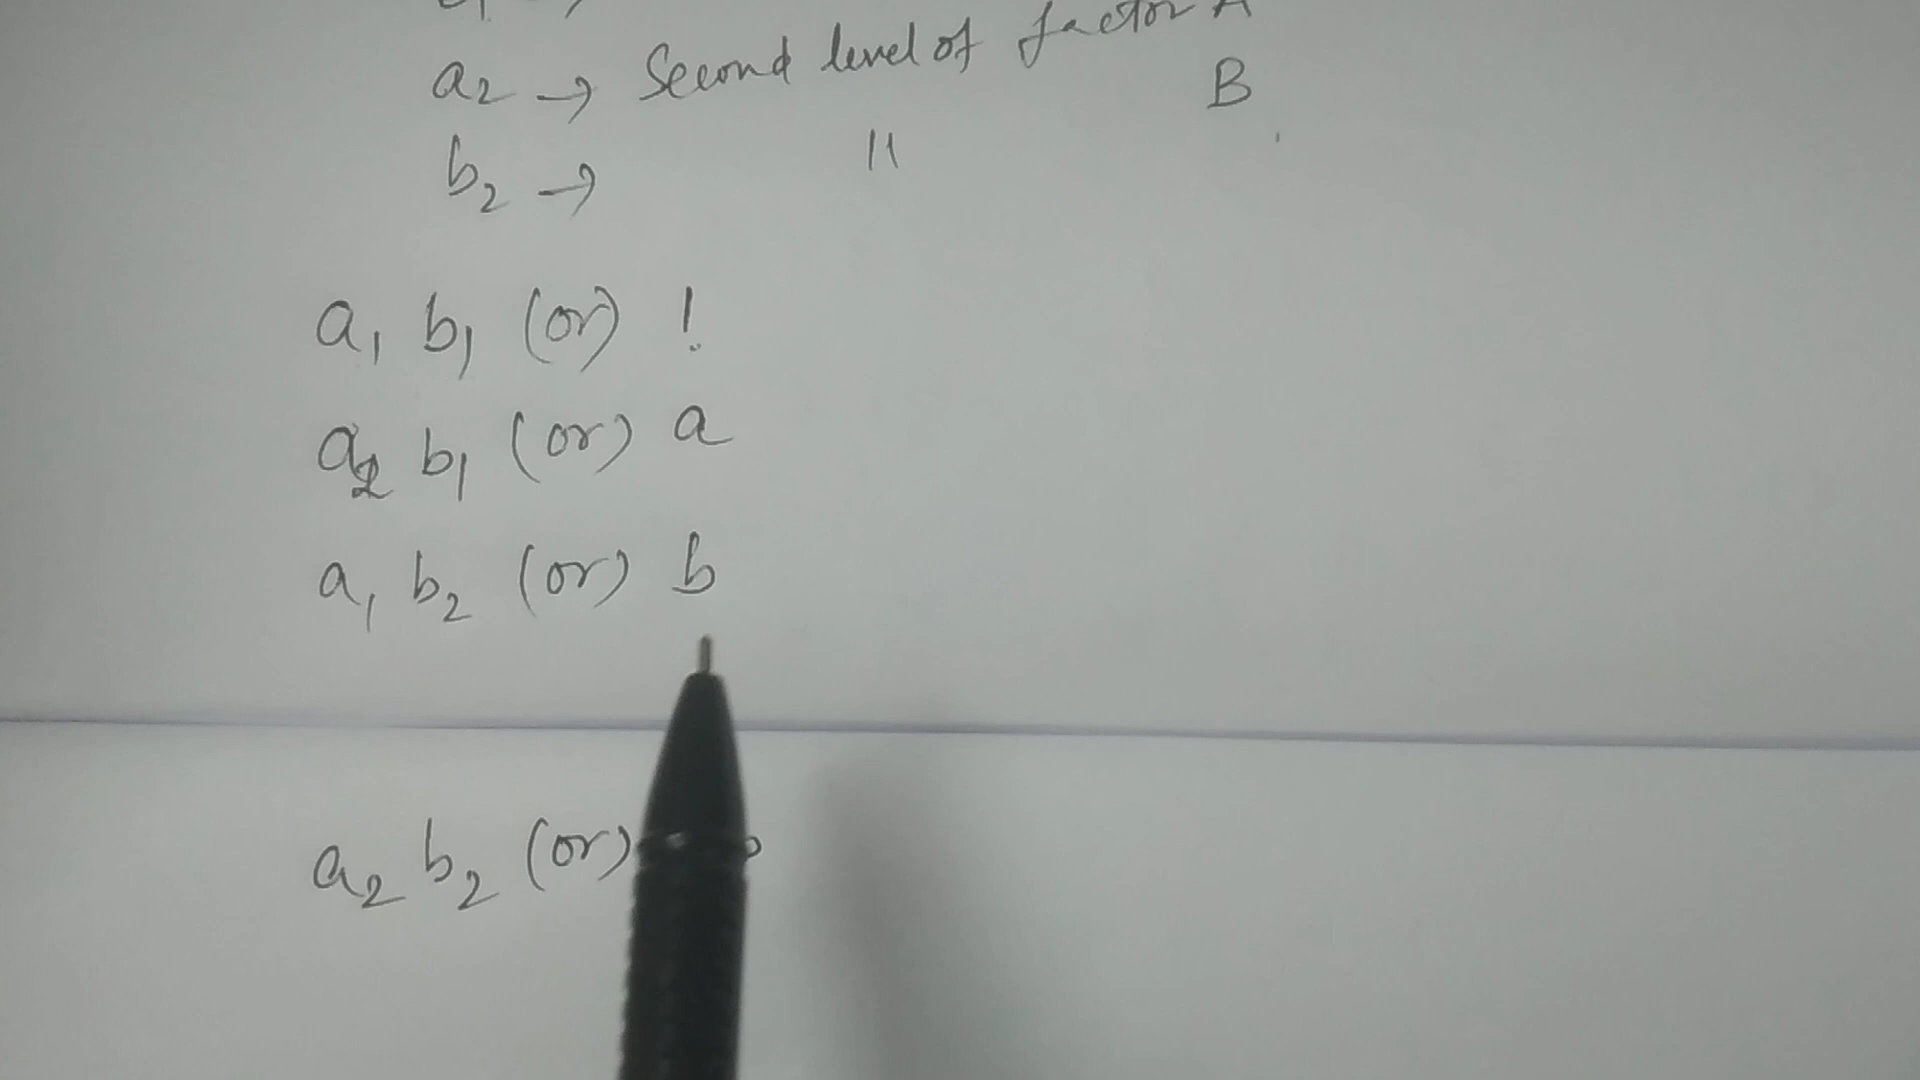 a2 → Second level of factor A
b2 → 〃 B
a1 b1 (or) 1
a2 b1 (or) a
a1 b2 (or) b
a2 b2 (or)